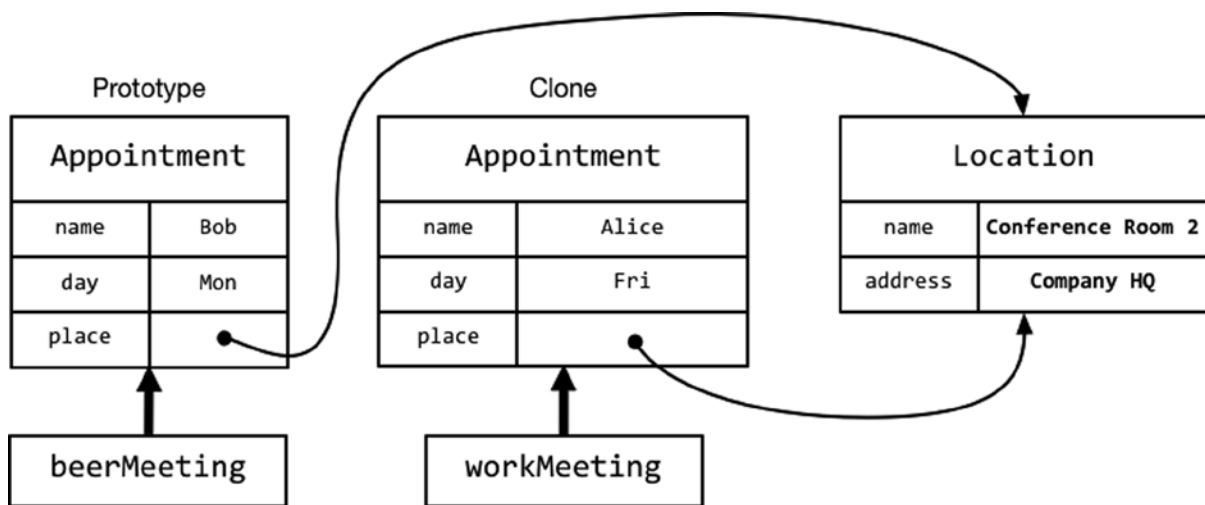 Prototype
Clone
Appointment
Appointment
Location
name Bob
name Alice
name Conference Room 2
day Mon
day Fri
address Company HQ
place
place
beerMeeting
workMeeting